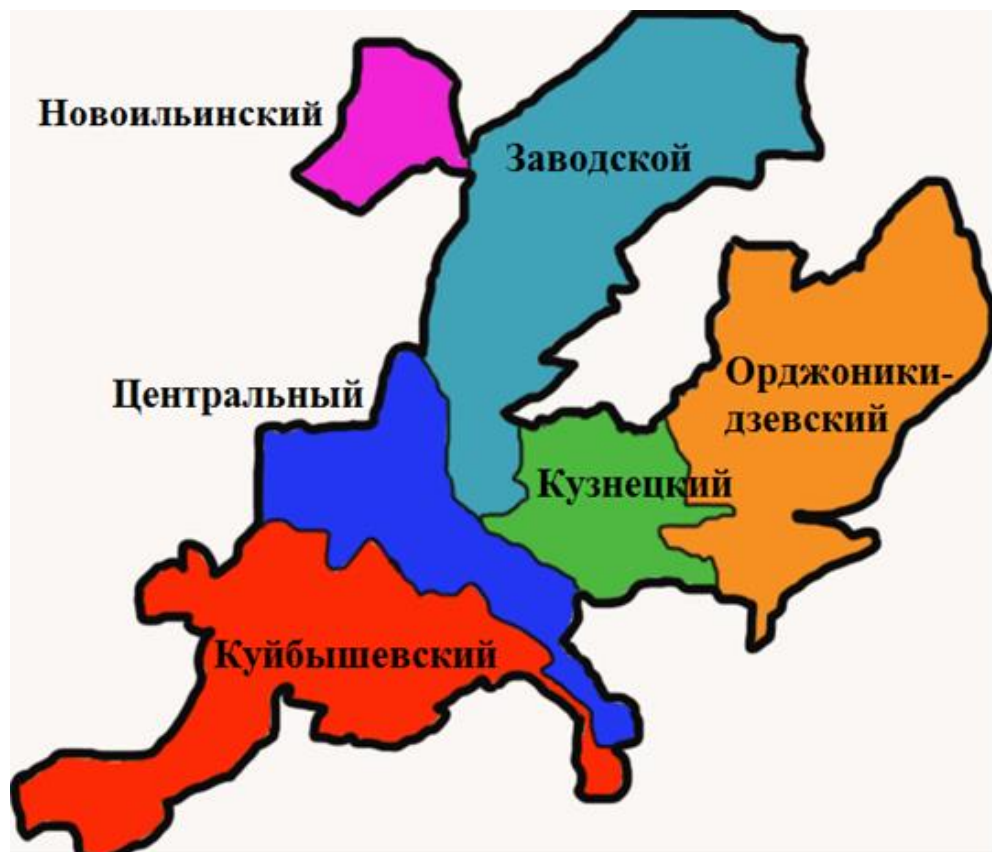 Новоильинский
Заводской
Орджоники-
дзевский
Центральный
Кузнецкий
Куйбышевский